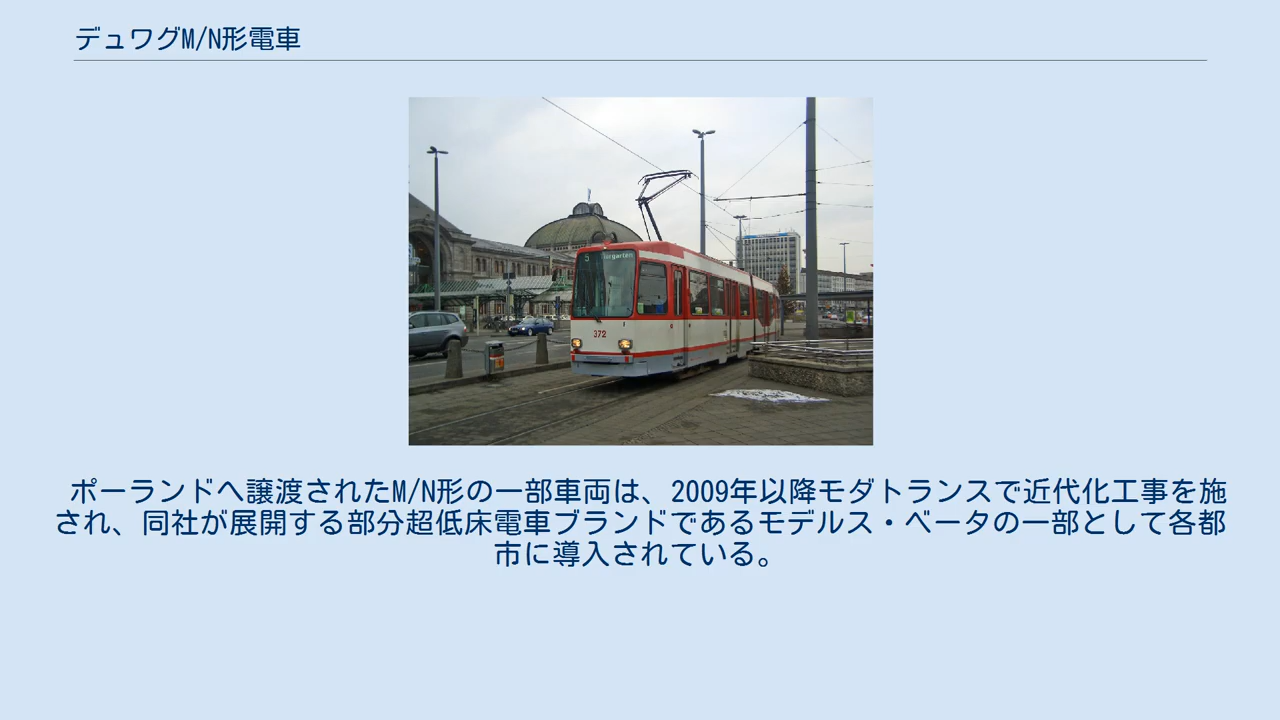 デュワグM/N形電車
5
372
ポーランドへ譲渡されたM/N形の一部車両は、2009年以降モダトランスで近代化工事を施
され、同社が展開する部分超低床電車ブランドであるモデルス・ベータの一部として各都
市に導入されている。